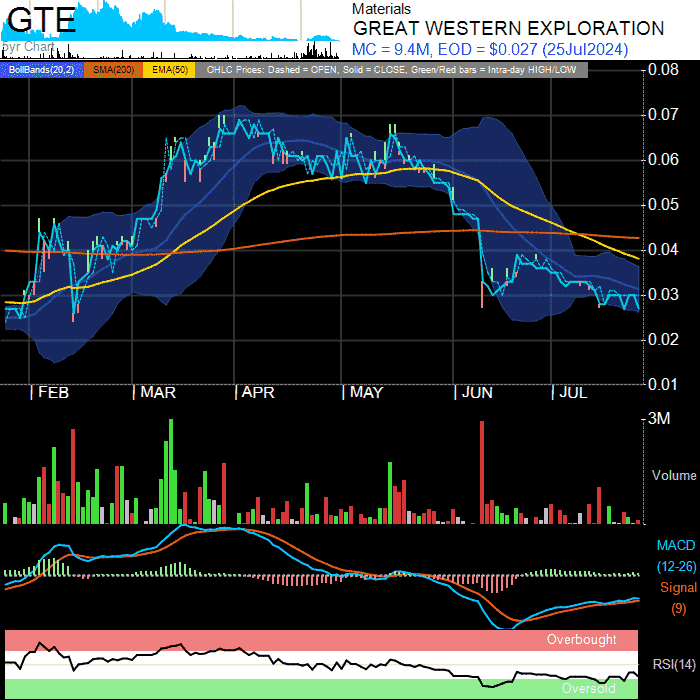 GTE
5yr Chart
Materials
GREAT WESTERN EXPLORATION
MC = 9.4M, EOD = $0.027 (25Jul2024)
BollBands(20,2) SMA(200) EMA(50) OHLC Prices: Dashed = OPEN, Solid = CLOSE, Green/Red bars = Intra-day HIGH/LOW
0.08
0.07
0.06
0.05
0.04
0.03
0.02
0.01
| FEB | MAR | APR | MAY | JUN | JUL
3M
Volume
MACD
(12-26)
Signal
(9)
Overbought
RSI(14)
Oversold